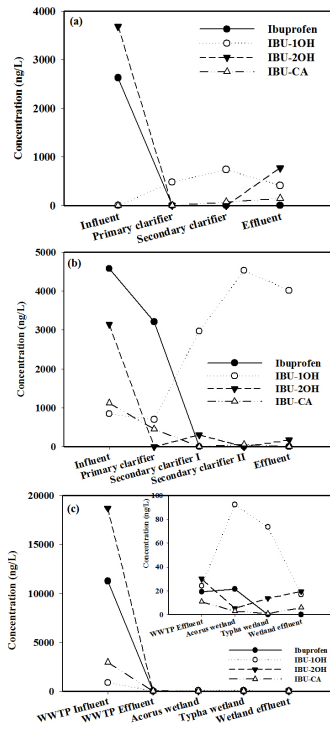 (a)
Ibuprofen
IBU-1OH
IBU-2OH
IBU-CA
Concentration (ng/L)
4000
3000
2000
1000
0
Influent
Primary clarifier
Secondary clarifier
Effluent
(b)
Concentration (ng/L)
5000
4000
3000
2000
1000
0
Ibuprofen
IBU-1OH
IBU-2OH
IBU-CA
Influent
Primary clarifier
Secondary clarifier I
Secondary clarifier II
Effluent
(c)
Concentration (ng/L)
20000
15000
10000
5000
0
Concentration (ng/L)
100
80
60
40
20
0
WWTP Effluent
Acorus wetland
Typha wetland
Wetland effluent
Ibuprofen
IBU-1OH
IBU-2OH
IBU-CA
WWTP Influent
WWTP Effluent
Acorus wetland
Typha wetland
Wetland effluent